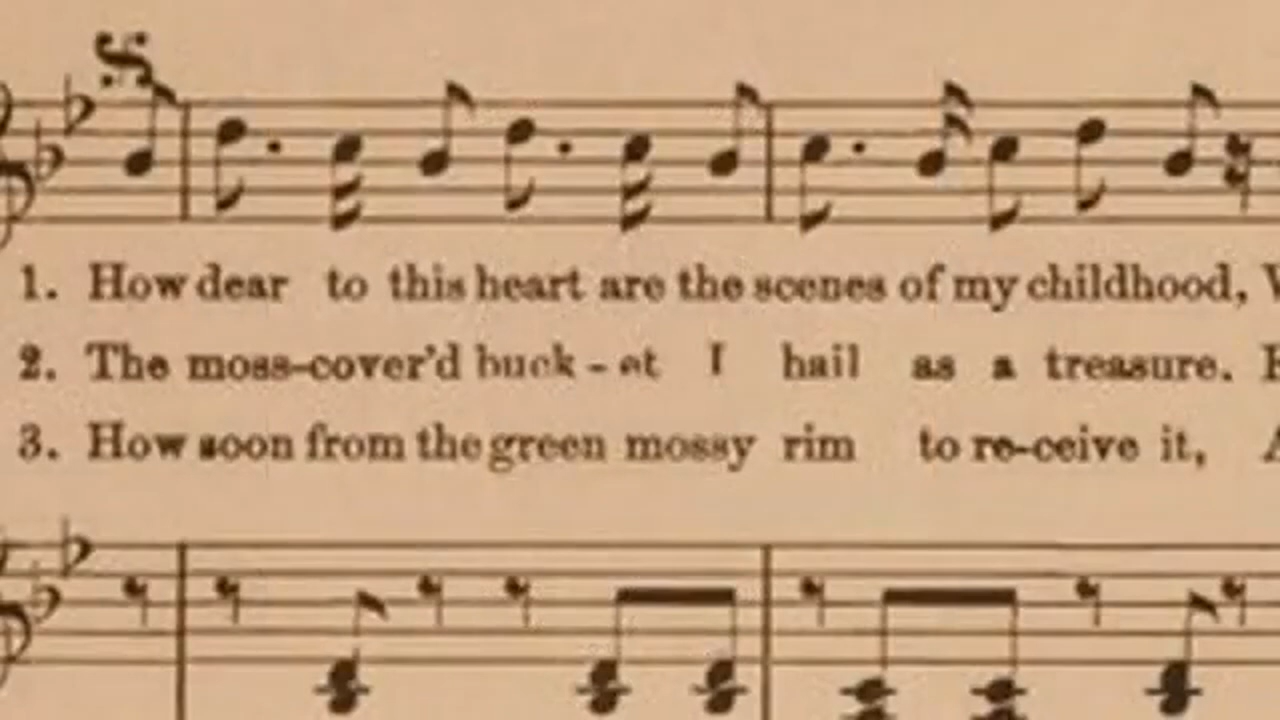 1. How dear to this heart are the scenes of my childhood,
2. The moss-cover'd buck-et I hail as a treasure.
3. How soon from the green mossy rim to re-ceive it,